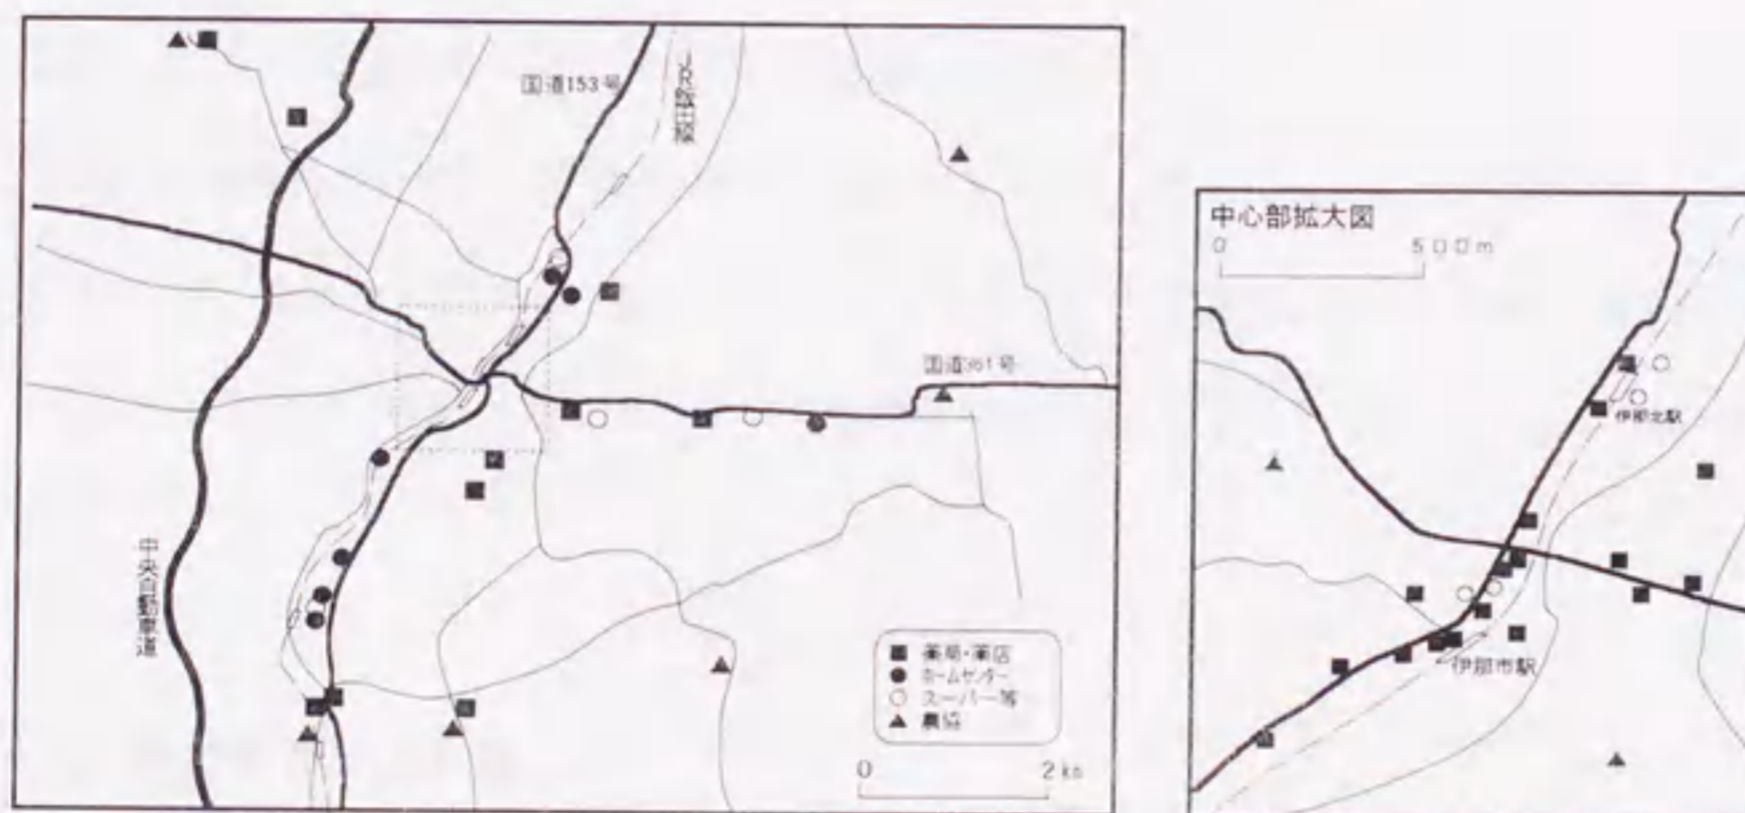 国道153号
JR飯田線
国道361号
中央自動車道
薬局・薬店
ホームセンター
スーパー等
農協
0 2km
中心部拡大図
0 500m
伊那北駅
伊那市駅